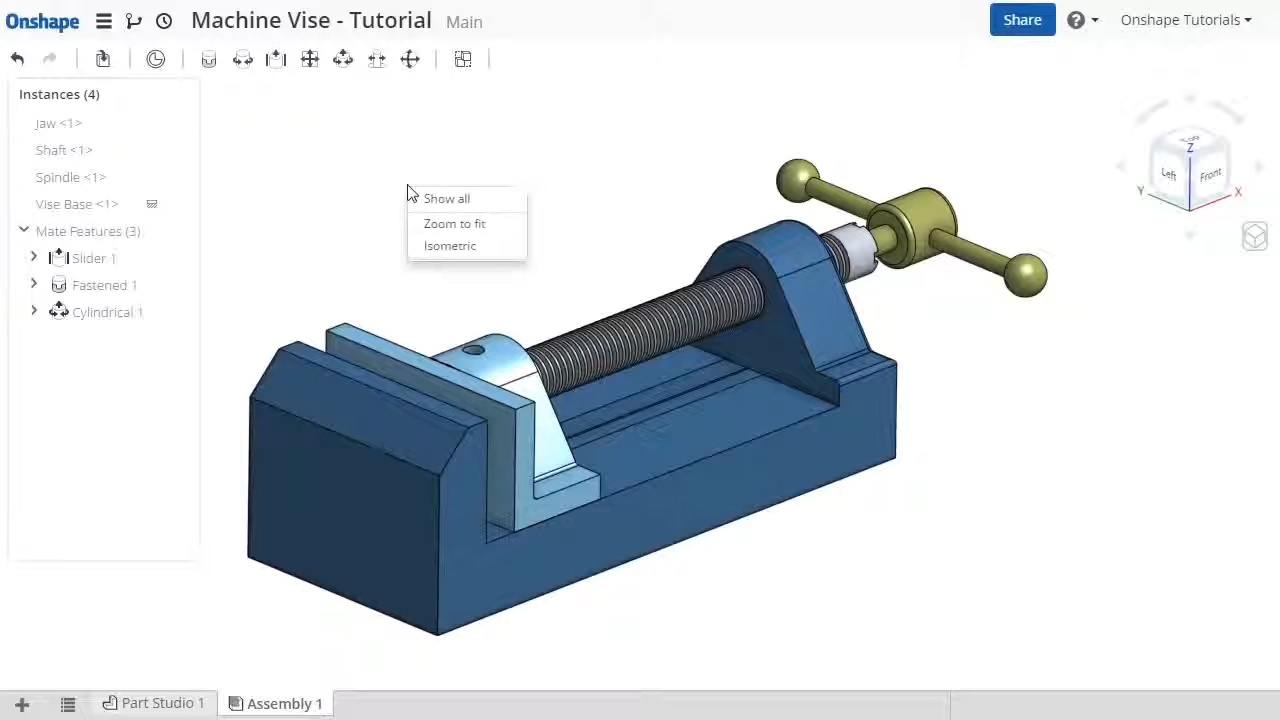 Onshape
Machine Vise - Tutorial Main
Share
Onshape Tutorials
Instances (4)
Jaw <1>
Shaft <1>
Spindle <1>
Vise Base <1>
Mate Features (3)
Slider 1
Fastened 1
Cylindrical 1
Show all
Zoom to fit
Isometric
Top
Z
Left
Front
Y
X
Part Studio 1
Assembly 1